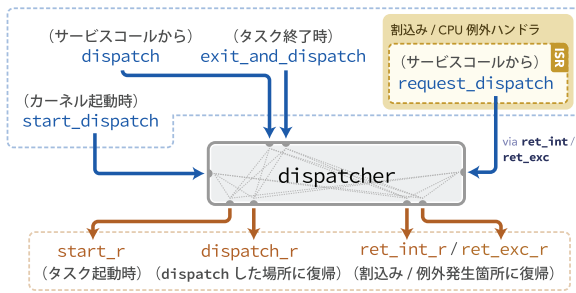 (サービスコールから)
dispatch
(タスク終了時)
exit_and_dispatch
割込み / CPU 例外ハンドラ
ISR
(サービスコールから)
request_dispatch
(カーネル起動時)
start_dispatch
via ret_int /
ret_exc
dispatcher
start_r
(タスク起動時)
dispatch_r
(dispatch した場所に復帰)
ret_int_r / ret_exc_r
(割込み / 例外発生箇所に復帰)